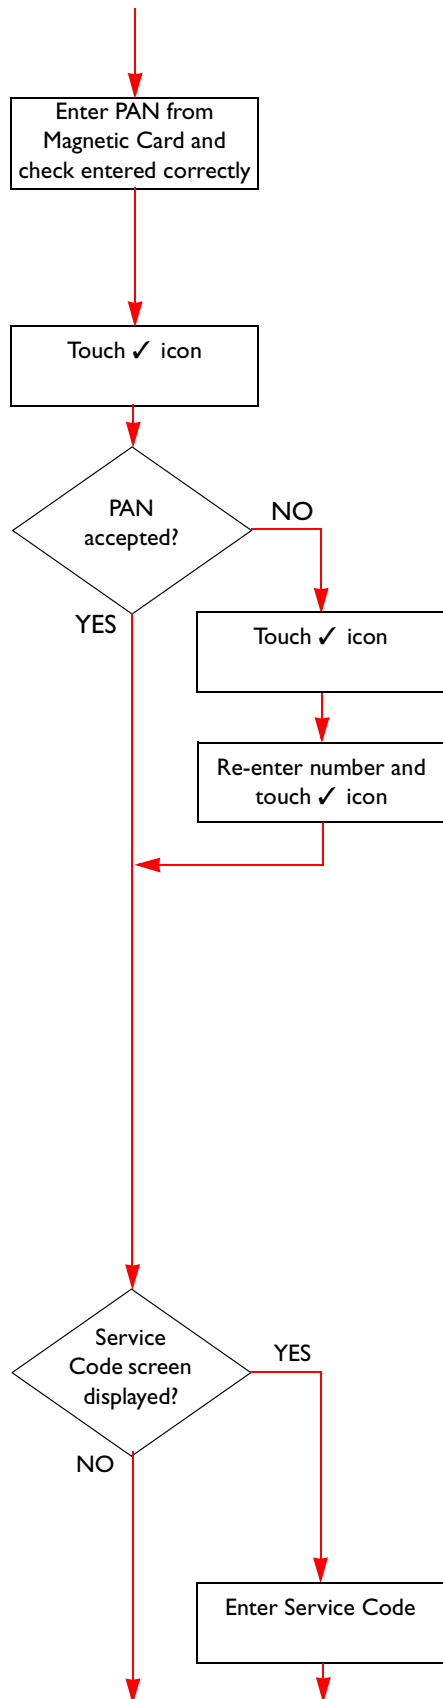 Enter PAN from
Magnetic Card and
check entered correctly
Touch ✓ icon
PAN
accepted?
NO
YES
Touch ✓ icon
Re-enter number and
touch ✓ icon
Service
Code screen
displayed?
YES
NO
Enter Service Code